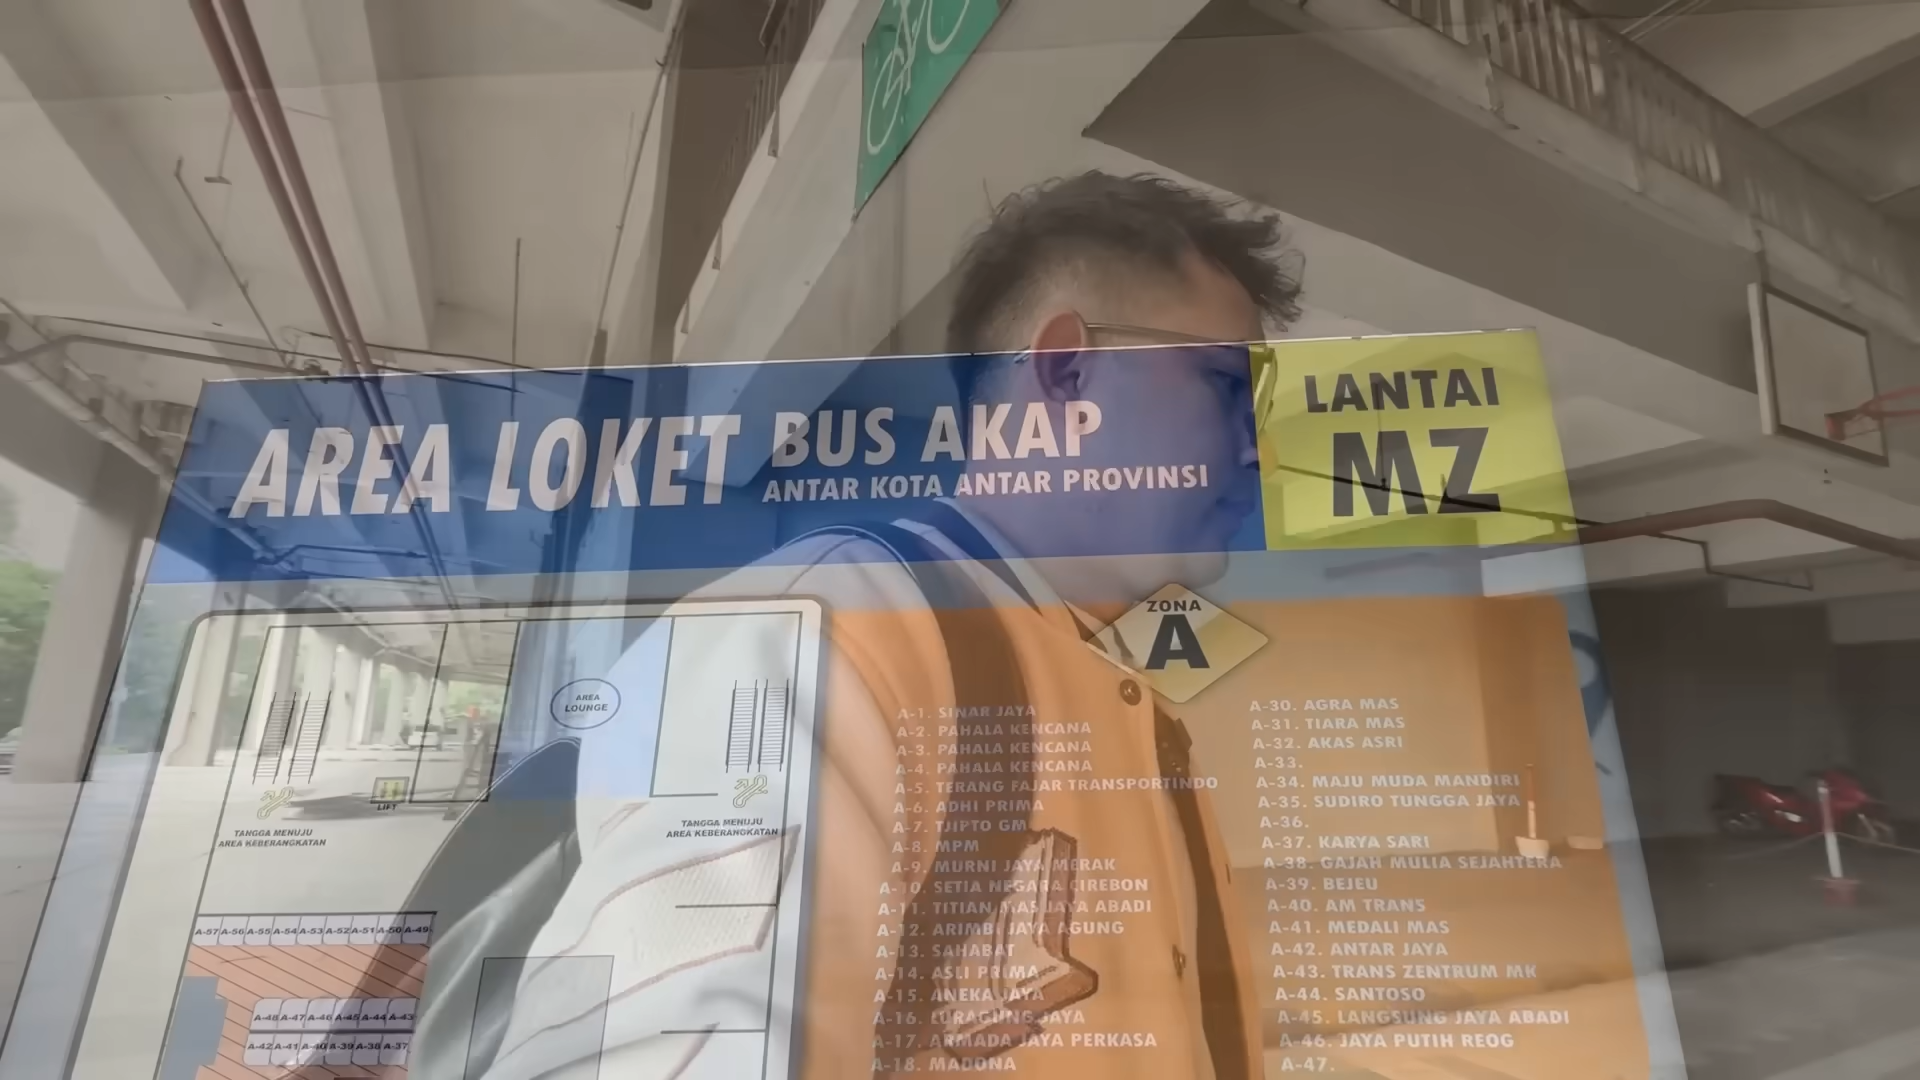 AREA LOKET BUS AKAP
ANTAR KOTA ANTAR PROVINSI
LANTAI
MZ
ZONA
A
AREA
LOUNGE
LIFT
TANGGA MENUJU
AREA KEBERANGKATAN
TANGGA MENUJU
AREA KEBERANGKATAN
A-57 A-56 A-55 A-54 A-53 A-52 A-51 A-50 A-49
A-48 A-47 A-46 A-45 A-44 A-43
A-42 A-41 A-40 A-39 A-38 A-37
A-1. SINAR JAYA
A-2. PAHALA KENCANA
A-3. PAHALA KENCANA
A-4. PAHALA KENCANA
A-5. TERANG FAJAR TRANSPORTINDO
A-6. ADHI PRIMA
A-7. TJIPTO GM
A-8. MPM
A-9. MURNI JAYA MERAK
A-10. SETIA NEGARA CIREBON
A-11. TITIAN MAS JAYA ABADI
A-12. ARIMBI JAYA AGUNG
A-13. SAHABAT
A-14. ASLI PRIMA
A-15. ANEKA JAYA
A-16. LURAGUNG JAYA
A-17. ARMADA JAYA PERKASA
A-18. MADONA
A-30. AGRA MAS
A-31. TIARA MAS
A-32. AKAS ASRI
A-33.
A-34. MAJU MUDA MANDIRI
A-35. SUDIRO TUNGGA JAYA
A-36.
A-37. KARYA SARI
A-38. GAJAH MULIA SEJAHTERA
A-39. BEJEU
A-40. AM TRANS
A-41. MEDALI MAS
A-42. ANTAR JAYA
A-43. TRANS ZENTRUM MK
A-44. SANTOSO
A-45. LANGSUNG JAYA ABADI
A-46. JAYA PUTIH REOG
A-47.